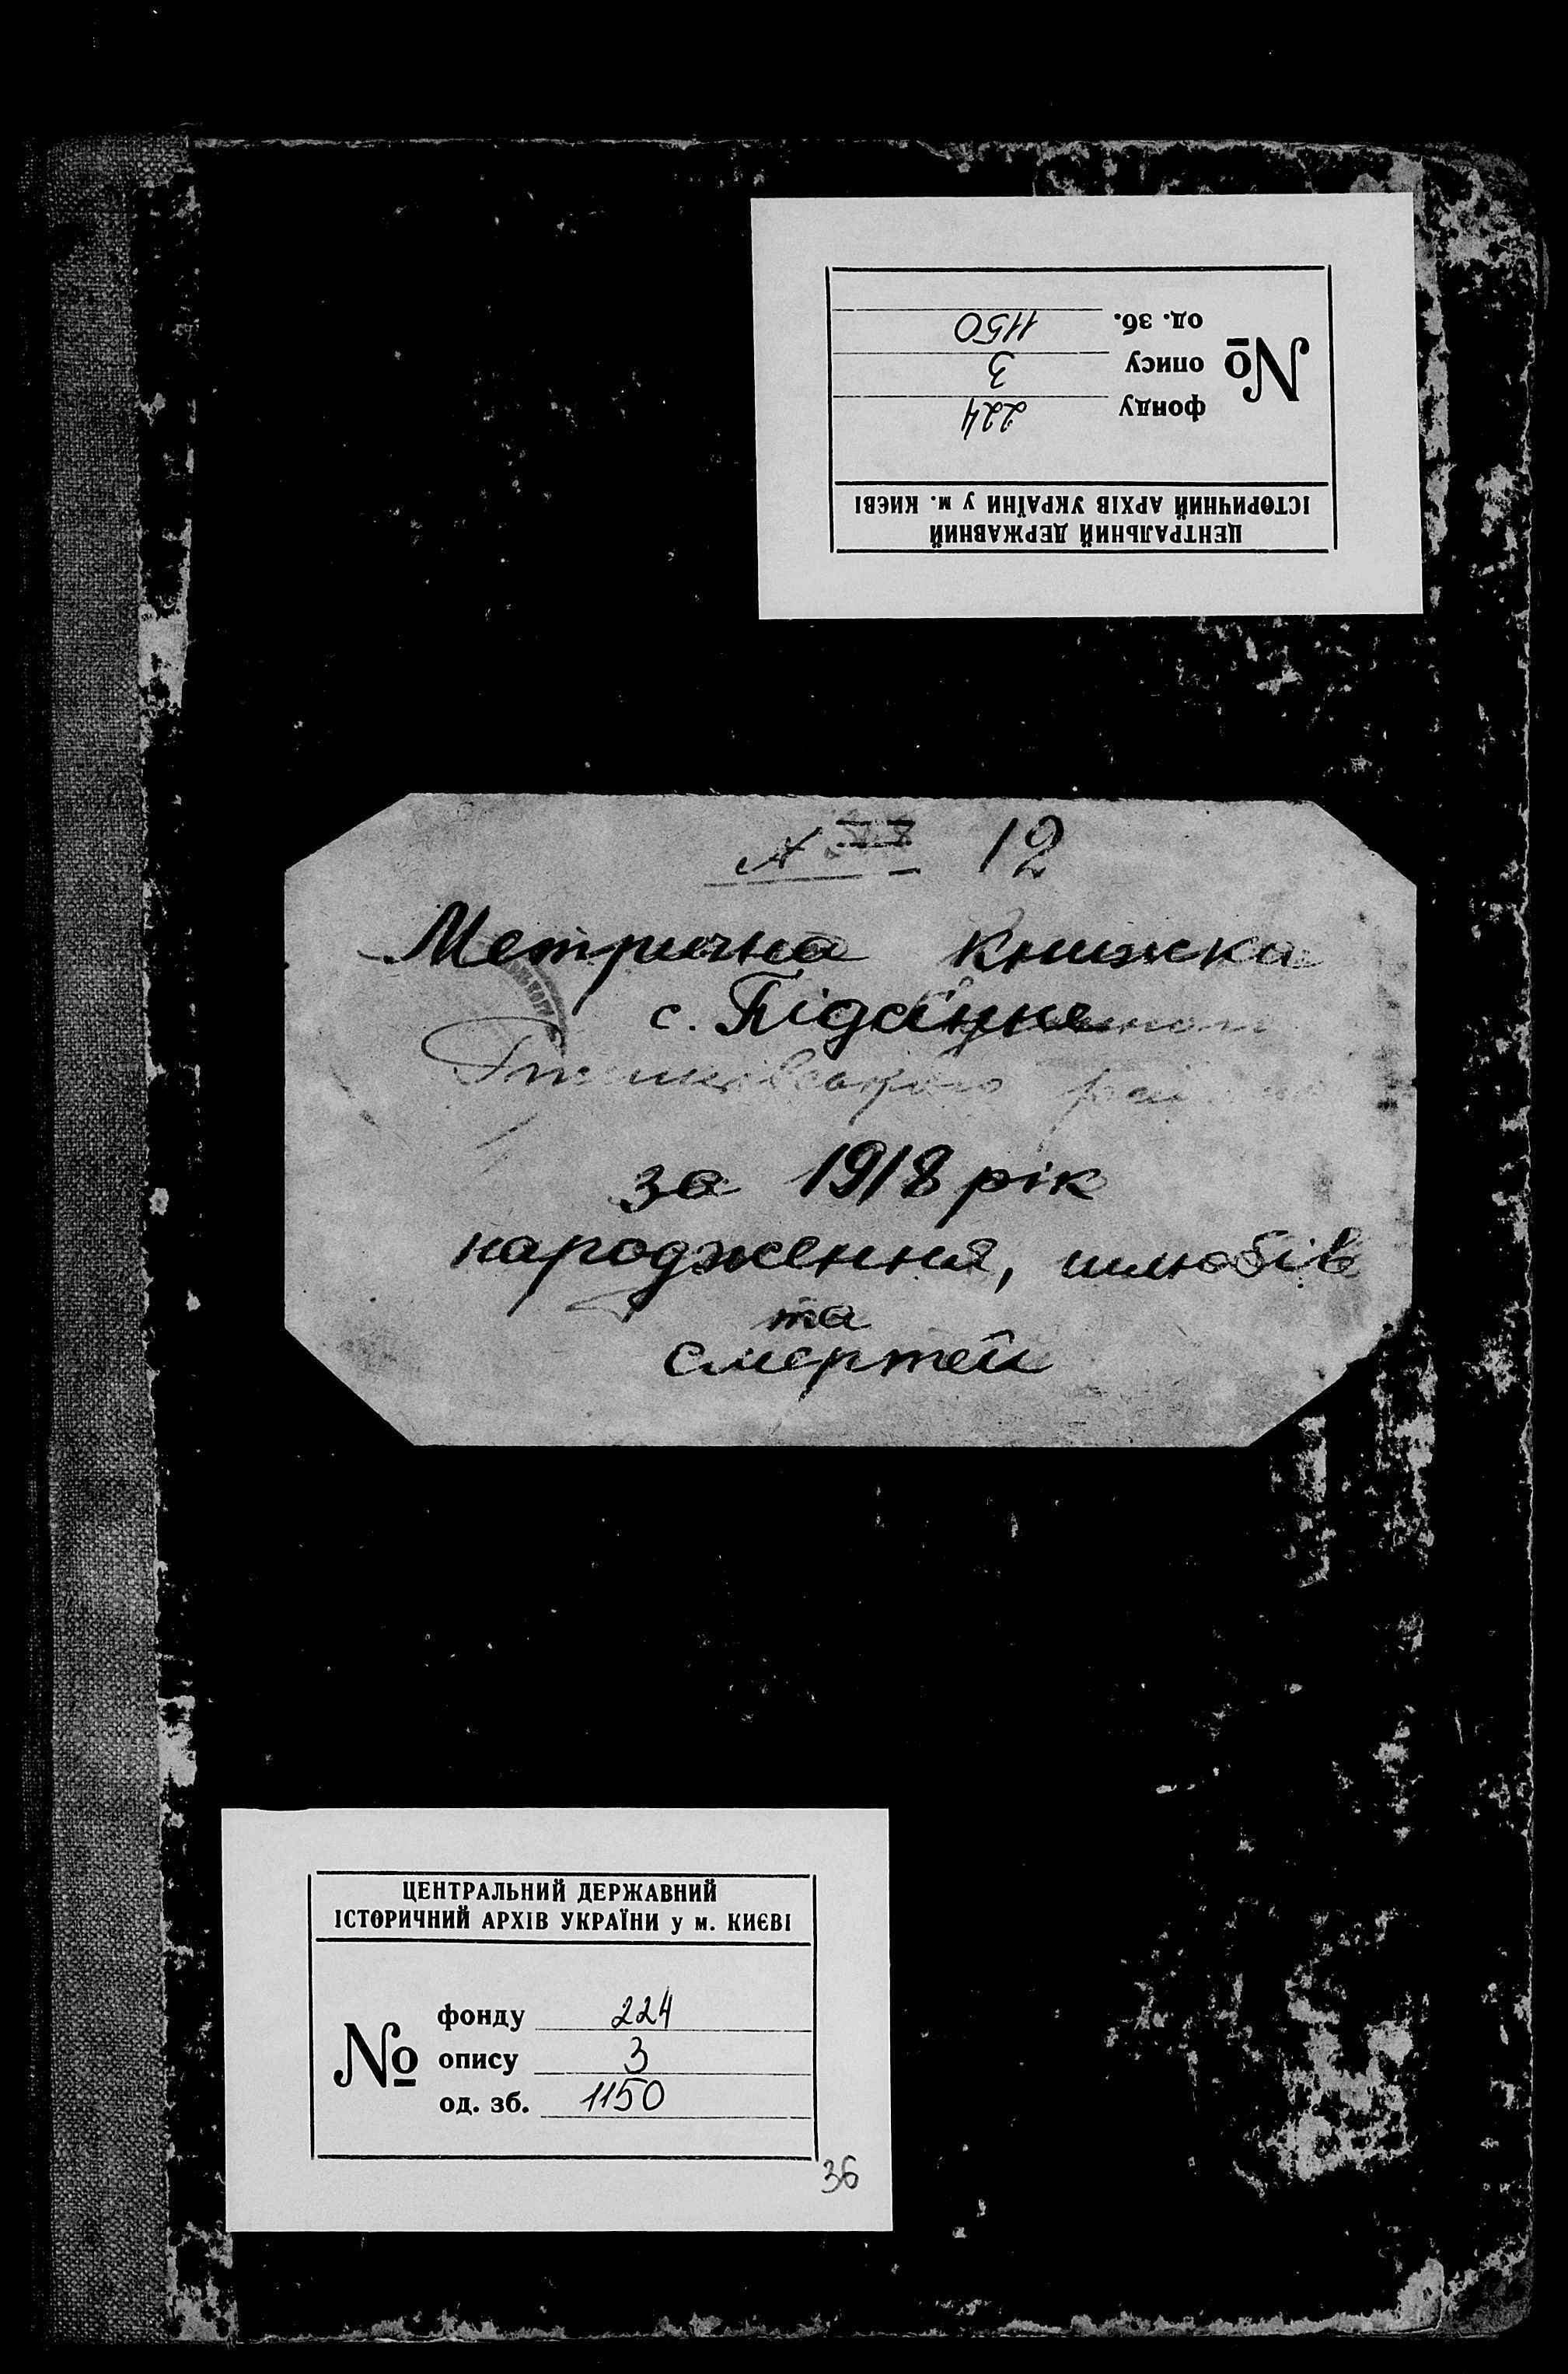 ЦЕНТРАЛЬНИЙ ДЕРЖАВНИЙ
ІСТОРИЧНИЙ АРХІВ УКРАЇНИ у м. КИЄВІ
№
фонду 224
опису 3
од. зб. 1150
№ 12
Метрична книжка
с. Підгайне
за 1918 рік
народження, шлюбів
та
смертей
ЦЕНТРАЛЬНИЙ ДЕРЖАВНИЙ
ІСТОРИЧНИЙ АРХІВ УКРАЇНИ у м. КИЄВІ
№
фонду 224
опису 3
од. зб. 1150
36